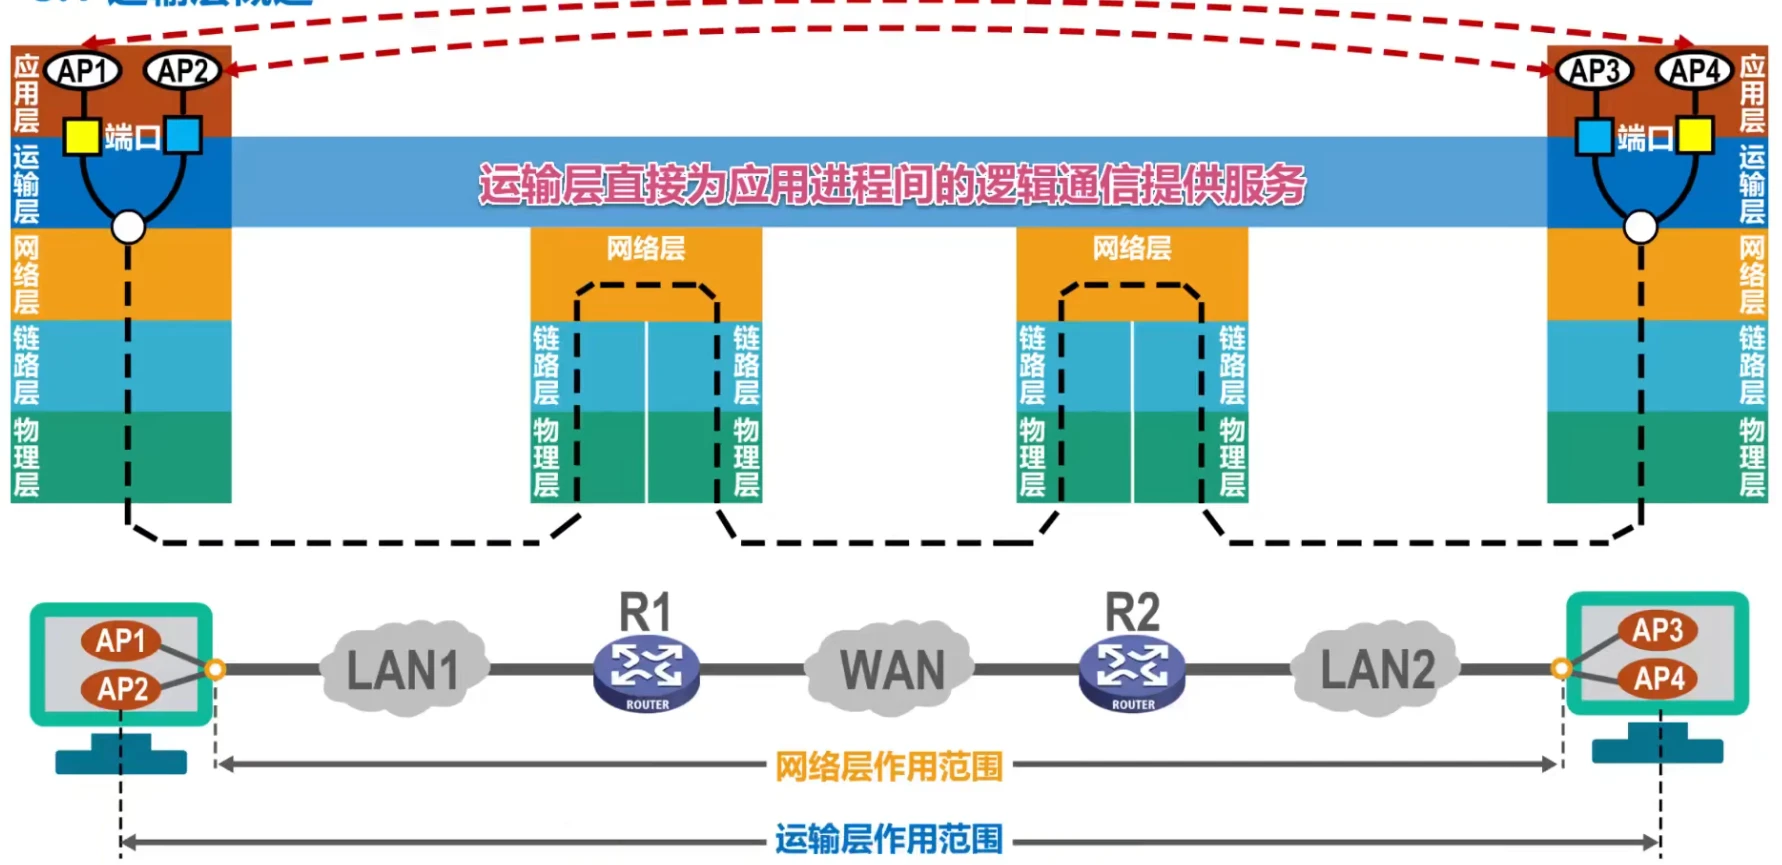 运输层概述
应用层
AP1
AP2
端口
运输层
网络层
链路层
物理层
运输层直接为应用进程间的逻辑通信提供服务
网络层
链路层
链路层
物理层
物理层
网络层
链路层
链路层
物理层
物理层
AP3
AP4
应用层
端口
运输层
网络层
链路层
物理层
AP1
AP2
LAN1
R1
ROUTER
WAN
R2
ROUTER
LAN2
AP3
AP4
网络层作用范围
运输层作用范围